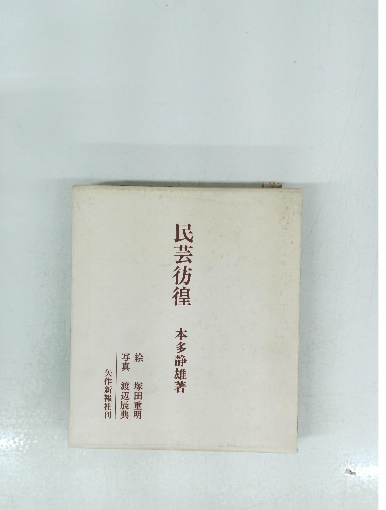 民芸彷徨 本多静雄著
絵 塚田重明
写真 渡辺辰典
矢作新報社刊